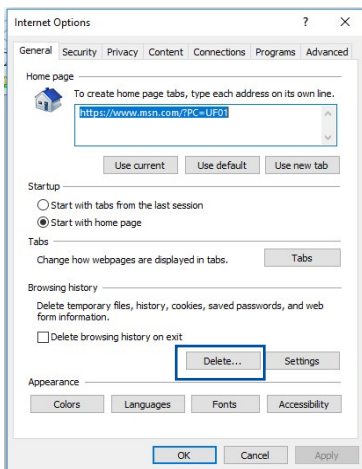 Internet Options ? X
General Security Privacy Content Connections Programs Advanced
Home page
To create home page tabs, type each address on its own line.
https://www.msn.com/?PC=UF01
Use current Use default Use new tab
Startup
Start with tabs from the last session
Start with home page
Tabs
Change how webpages are displayed in tabs. Tabs
Browsing history
Delete temporary files, history, cookies, saved passwords, and web
form information.
Delete browsing history on exit
Delete... Settings
Appearance
Colors Languages Fonts Accessibility
OK Cancel Apply